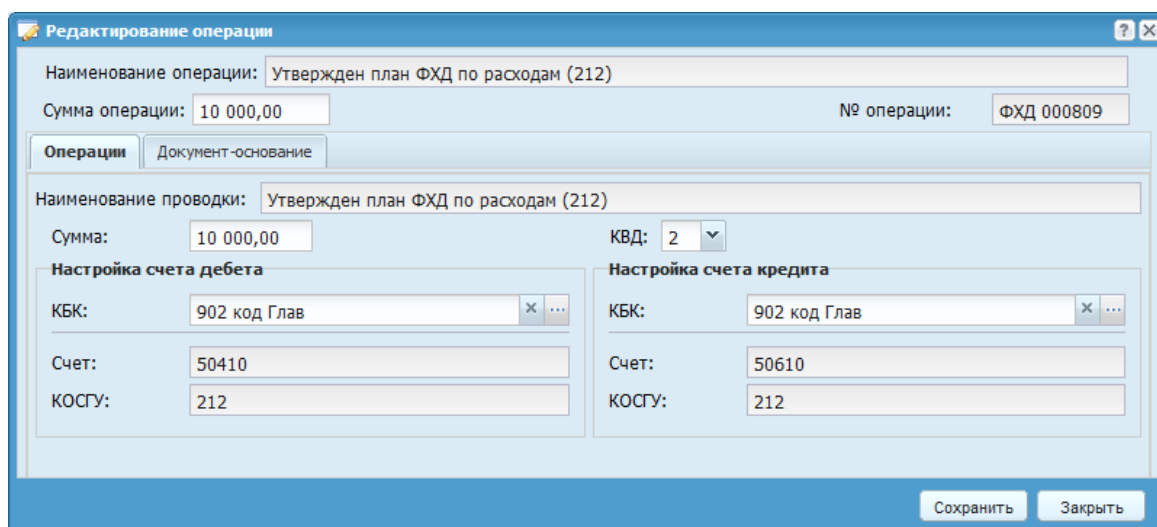 Редактирование операции
Наименование операции: Утвержден план ФХД по расходам (212)
Сумма операции: 10 000,00 № операции: ФХД 000809
Операции Документ-основание
Наименование проводки: Утвержден план ФХД по расходам (212)
Сумма: 10 000,00 КВД: 2
Настройка счета дебета Настройка счета кредита
КБК: 902 код Глав КБК: 902 код Глав
Счет: 50410 Счет: 50610
КОСГУ: 212 КОСГУ: 212
Сохранить Закрыть